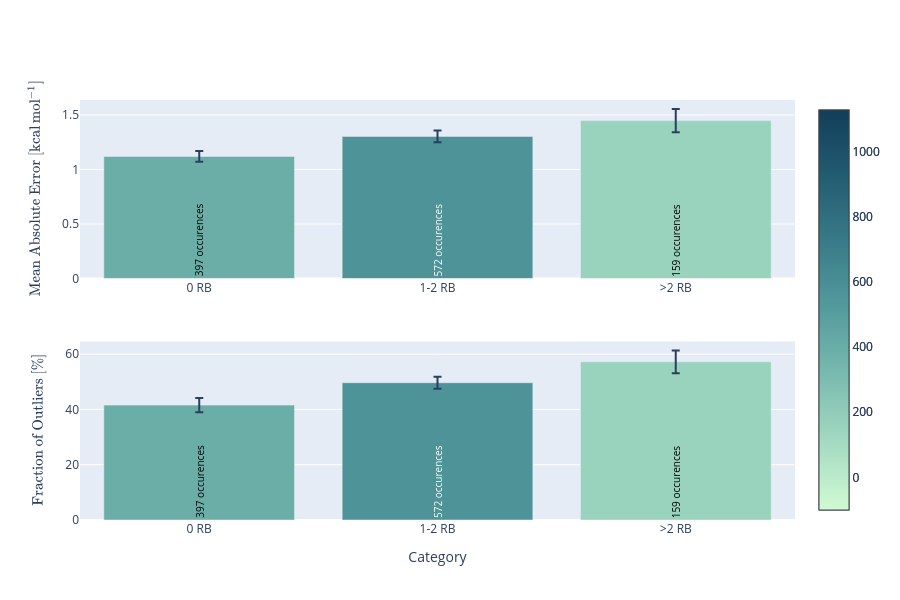 Mean Absolute Error [kcal mol⁻¹]
1.5
1
0.5
0
397 occurences
572 occurences
159 occurences
0 RB
1-2 RB
>2 RB
Fraction of Outliers [%]
60
40
20
0
397 occurences
572 occurences
159 occurences
0 RB
1-2 RB
>2 RB
Category
1000
800
600
400
200
0